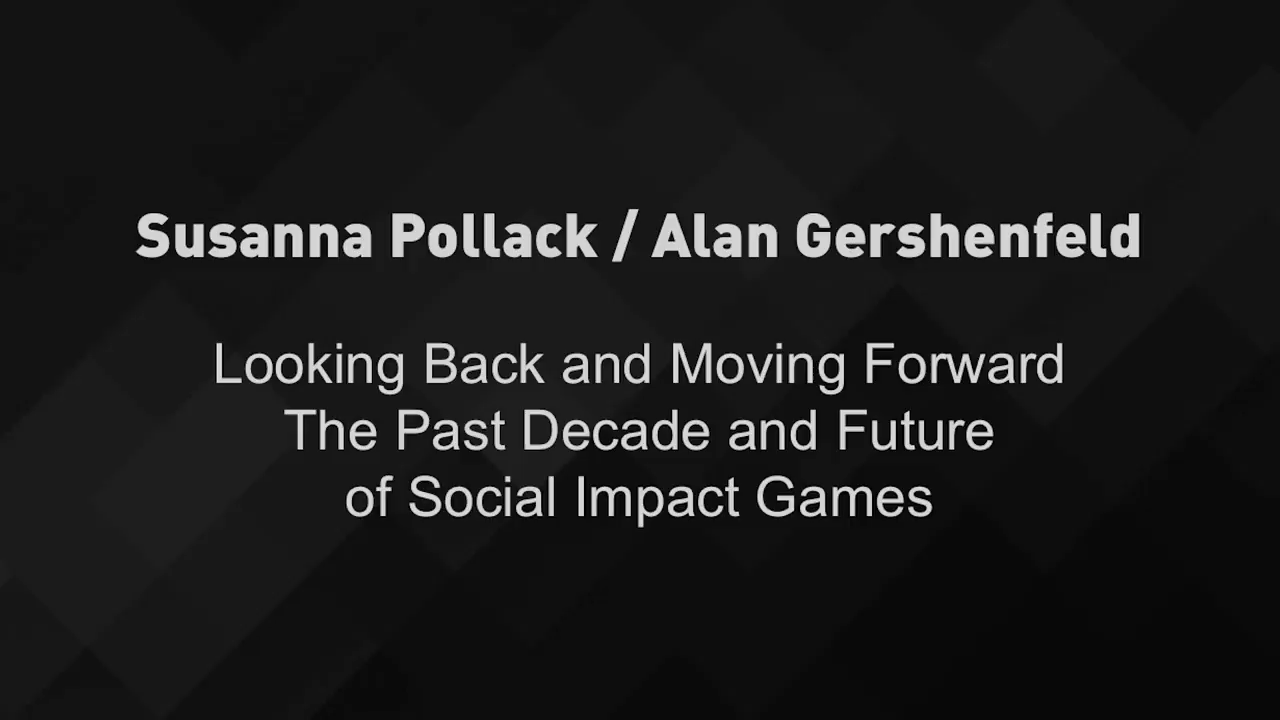 Susanna Pollack / Alan Gershenfeld
Looking Back and Moving Forward
The Past Decade and Future
of Social Impact Games